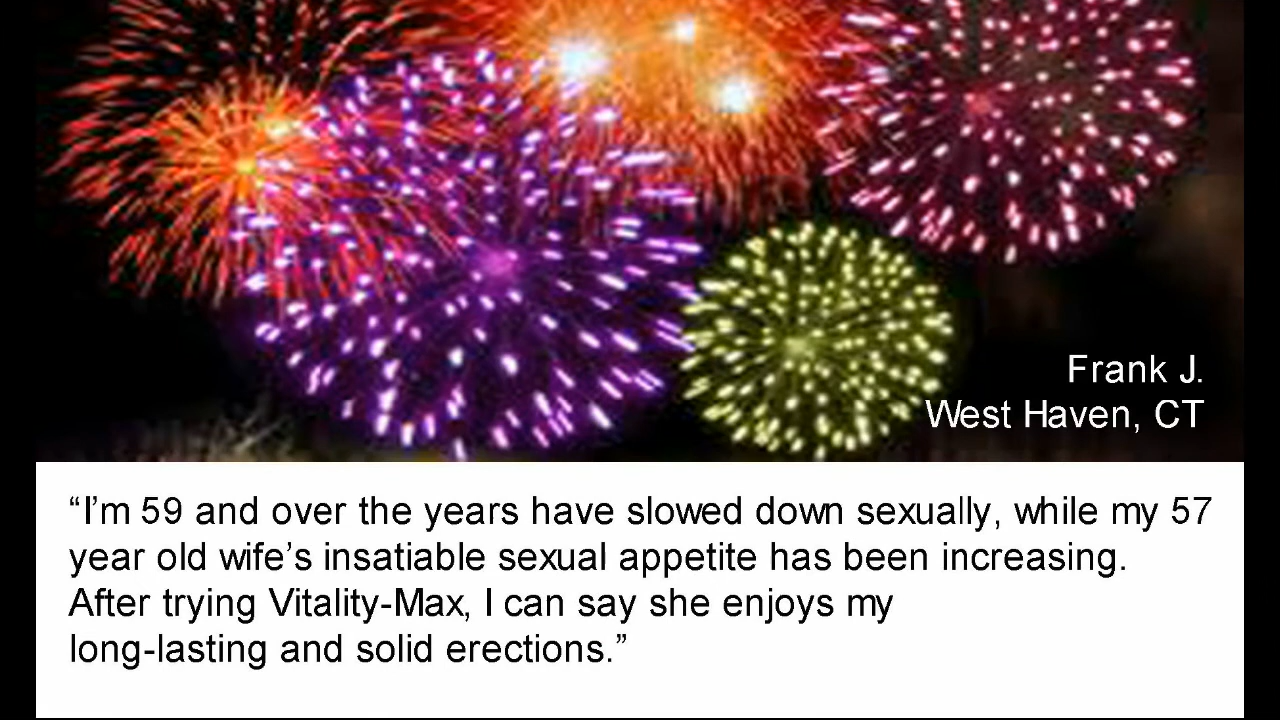 Frank J.
West Haven, CT
“I’m 59 and over the years have slowed down sexually, while my 57
year old wife’s insatiable sexual appetite has been increasing.
After trying Vitality-Max, I can say she enjoys my
long-lasting and solid erections.”